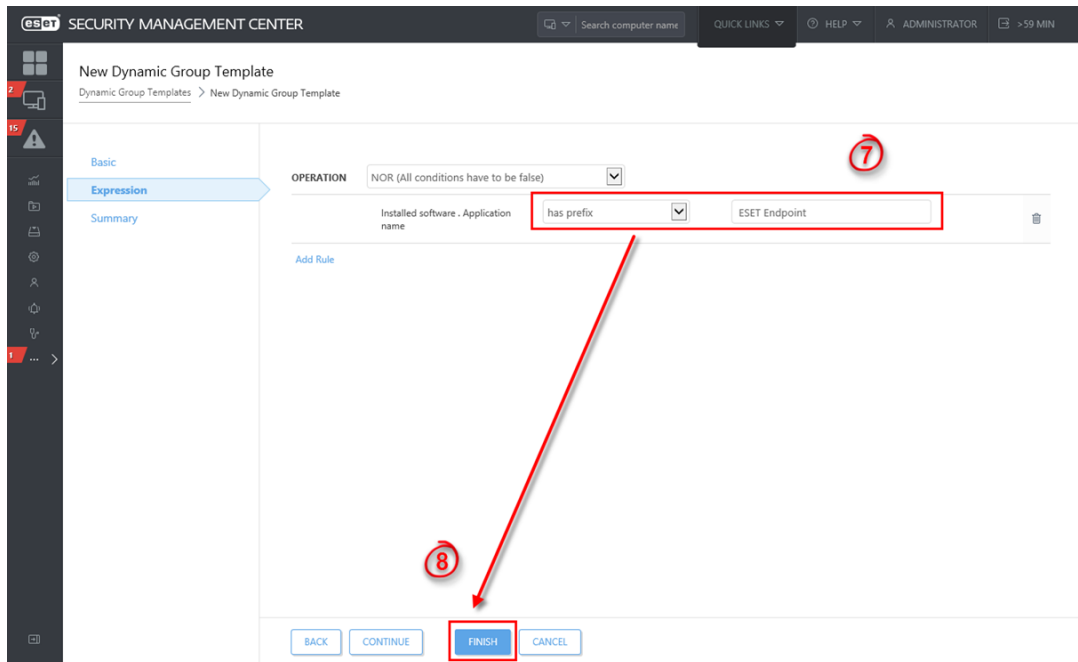 eset SECURITY MANAGEMENT CENTER
Search computer name
QUICK LINKS
HELP
ADMINISTRATOR
>59 MIN
New Dynamic Group Template
Dynamic Group Templates > New Dynamic Group Template
2
15
1
...
Basic
Expression
Summary
7
OPERATION
NOR (All conditions have to be false)
Installed software . Application
name
has prefix
ESET Endpoint
Add Rule
8
BACK
CONTINUE
FINISH
CANCEL